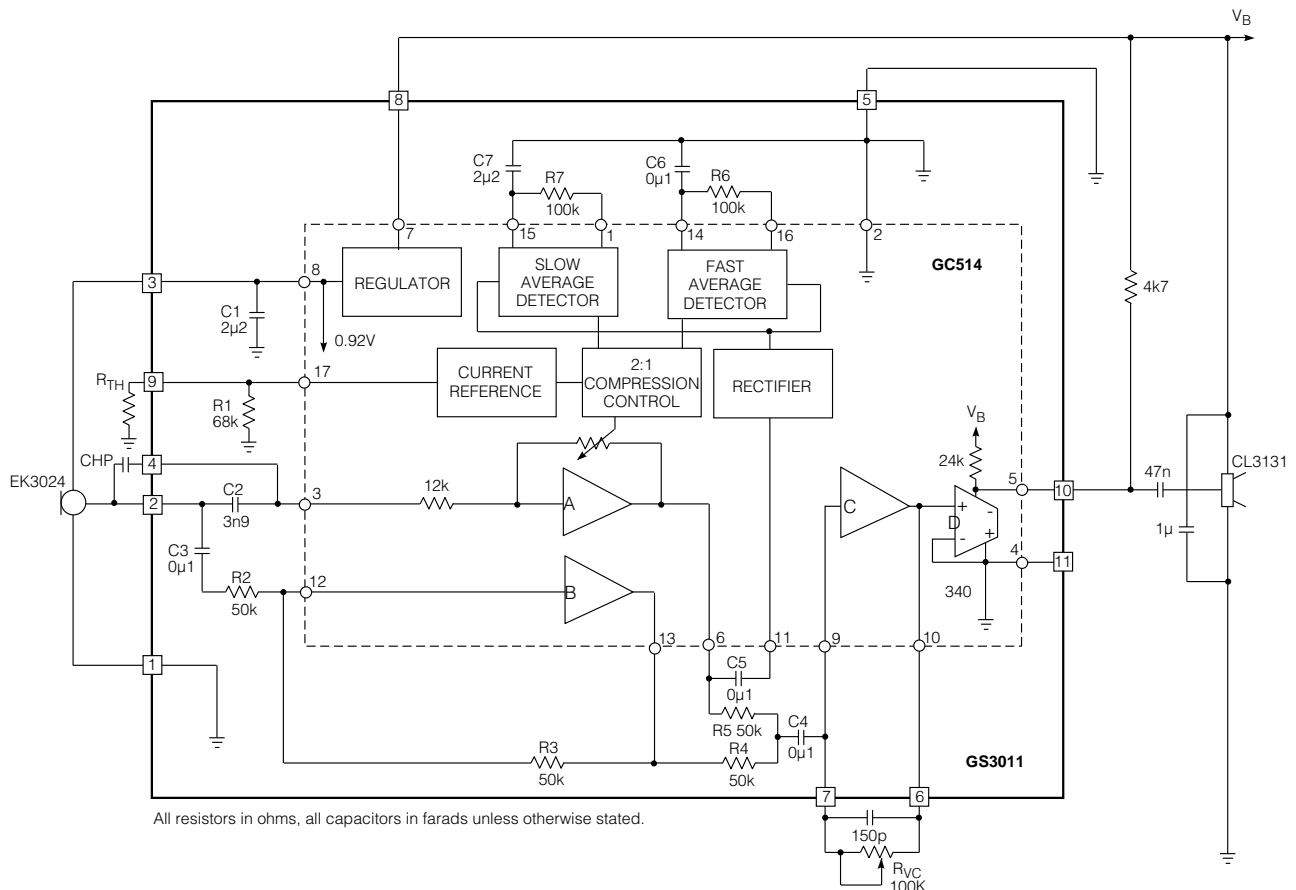 VB
8
5
C7
2µ2
R7
100k
C6
0µ1
R6
100k
7
15
1
14
16
2
GC514
3
8
REGULATOR
SLOW
AVERAGE
DETECTOR
FAST
AVERAGE
DETECTOR
4k7
C1
2µ2
0.92V
RTH
9
17
R1
68k
CURRENT
REFERENCE
2:1
COMPRESSION
CONTROL
RECTIFIER
VB
24k
CHP
4
EK3024
2
C2
3n9
3
12k
A
C
+
-
D
-
+
5
10
47n
CL3131
1µ
C3
0µ1
R2
50k
12
B
4
11
340
13
6
11
9
10
1
C5
0µ1
R5 50k
C4
0µ1
R3
50k
R4
50k
GS3011
7
6
All resistors in ohms, all capacitors in farads unless otherwise stated.
150p
RVC
100K